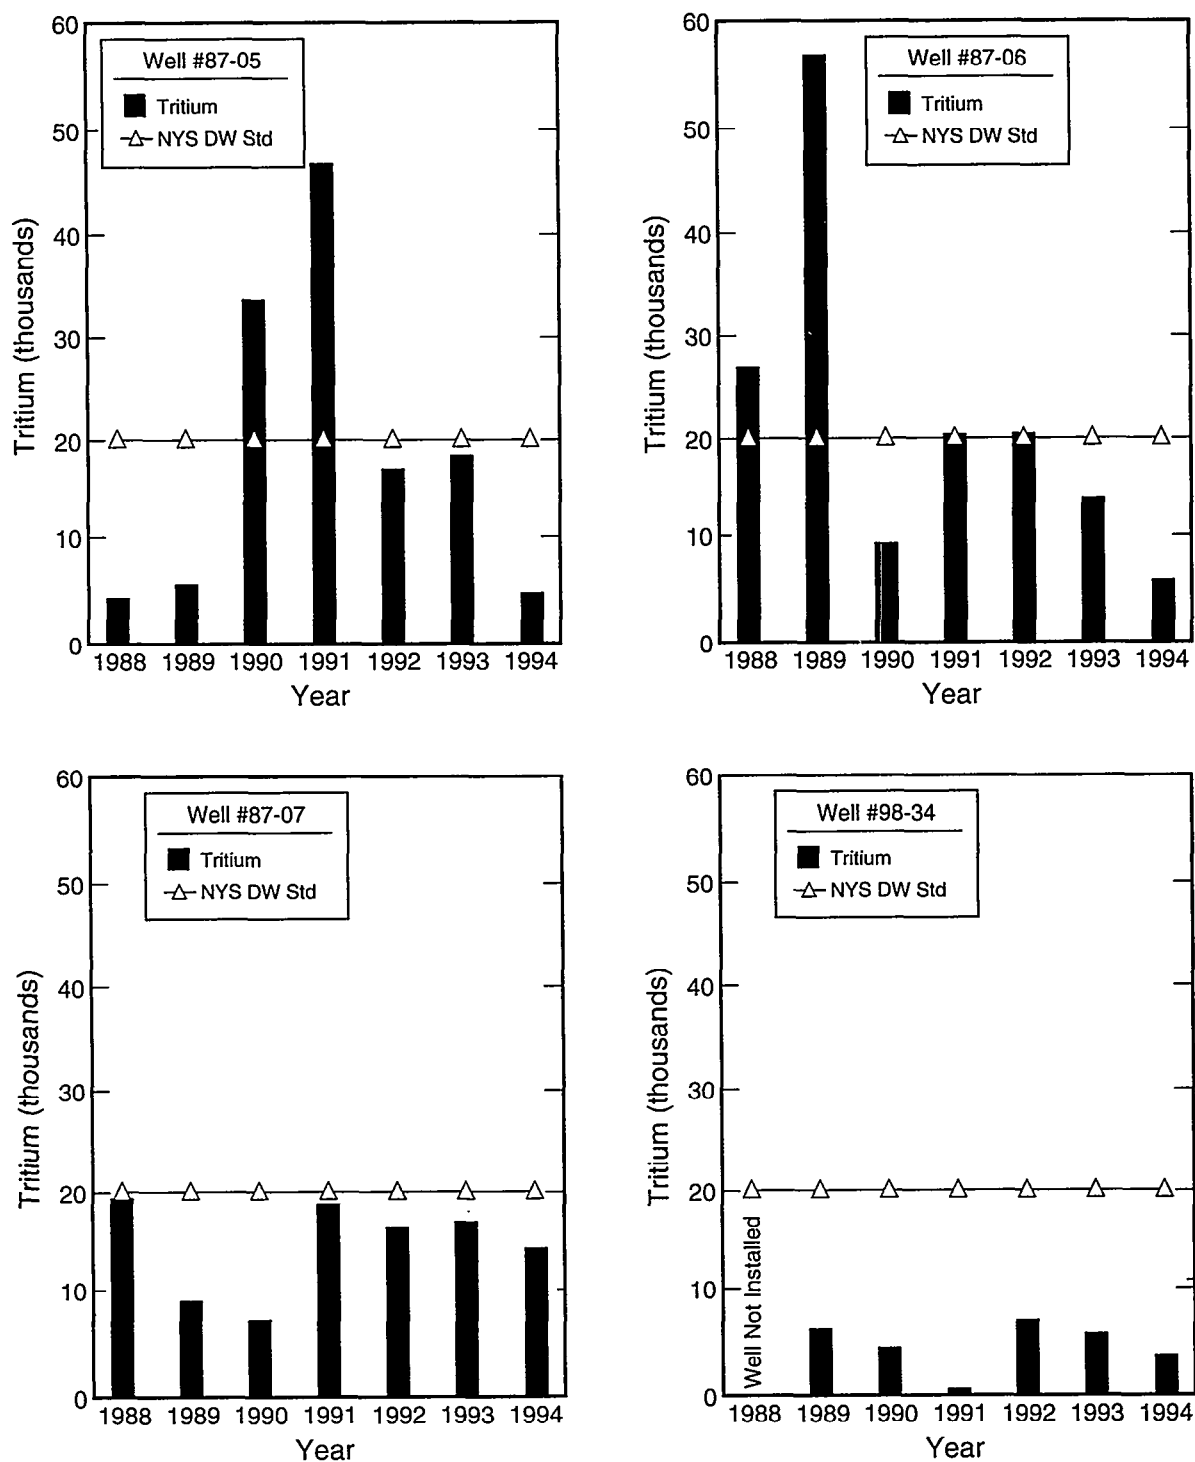 60
50
40
30
20
10
0
Tritium (thousands)
Well #87-05
Tritium
NYS DW Std
1988 1989 1990 1991 1992 1993 1994
Year
60
50
40
30
20
10
0
Tritium (thousands)
Well #87-06
Tritium
NYS DW Std
1988 1989 1990 1991 1992 1993 1994
Year
60
50
40
30
20
10
0
Tritium (thousands)
Well #87-07
Tritium
NYS DW Std
1988 1989 1990 1991 1992 1993 1994
Year
60
50
40
30
20
10
0
Tritium (thousands)
Well #98-34
Tritium
NYS DW Std
Well Not Installed
1988 1989 1990 1991 1992 1993 1994
Year